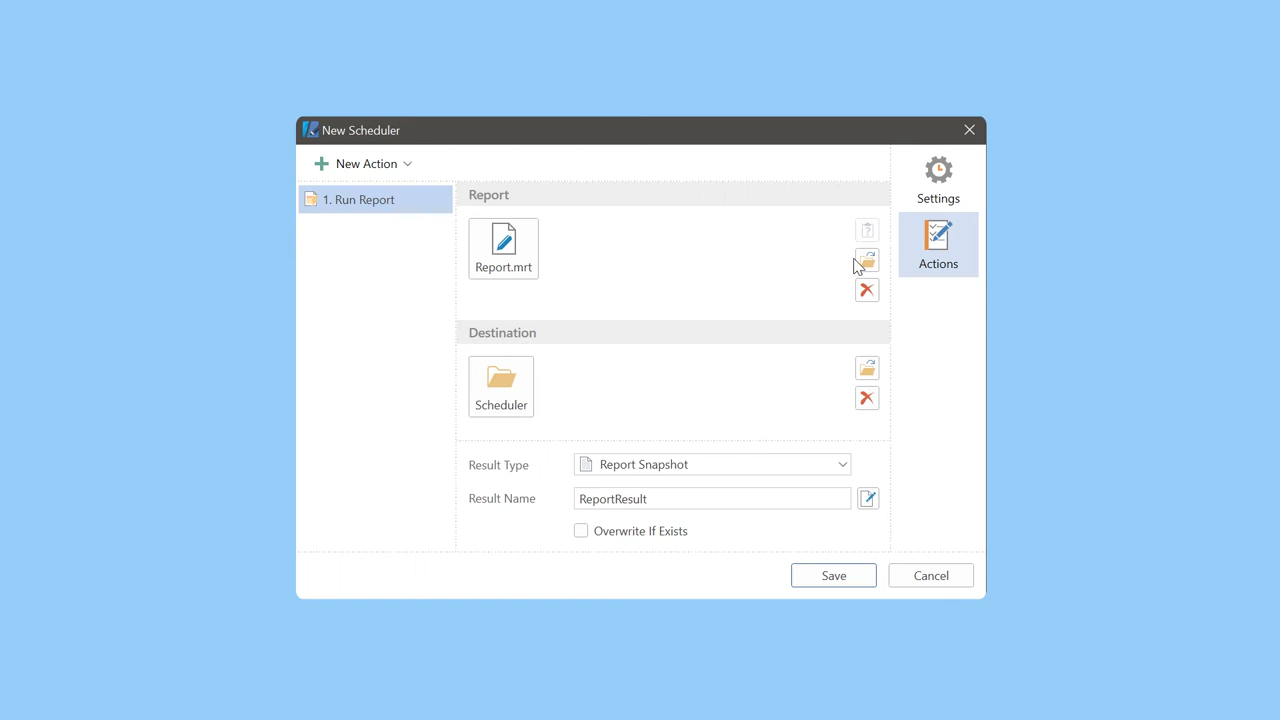 New Scheduler
New Action
Settings
1. Run Report
Report
Report.mrt
Actions
Destination
Scheduler
Result Type
Report Snapshot
Result Name
ReportResult
Overwrite If Exists
Save
Cancel